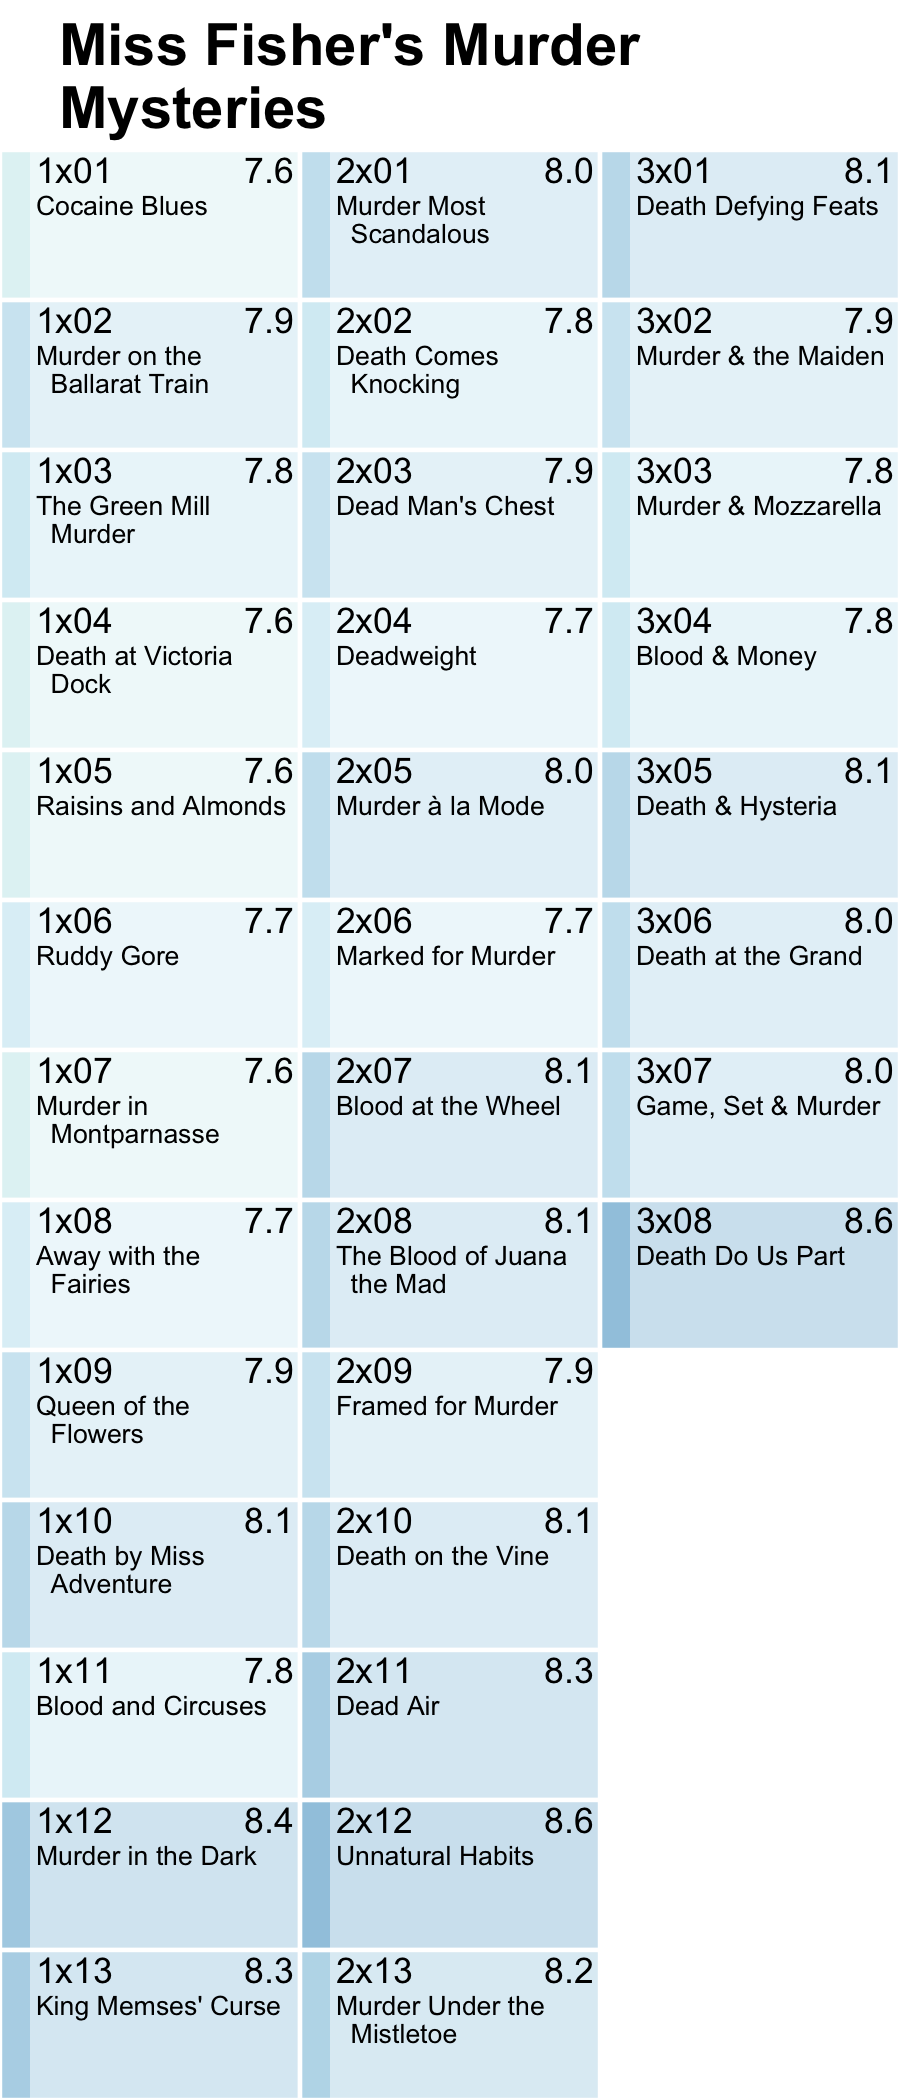 Miss Fisher's Murder
Mysteries
1x01 7.6
Cocaine Blues
1x02 7.9
Murder on the
Ballarat Train
1x03 7.8
The Green Mill
Murder
1x04 7.6
Death at Victoria
Dock
1x05 7.6
Raisins and Almonds
1x06 7.7
Ruddy Gore
1x07 7.6
Murder in
Montparnasse
1x08 7.7
Away with the
Fairies
1x09 7.9
Queen of the
Flowers
1x10 8.1
Death by Miss
Adventure
1x11 7.8
Blood and Circuses
1x12 8.4
Murder in the Dark
1x13 8.3
King Memses' Curse
2x01 8.0
Murder Most
Scandalous
2x02 7.8
Death Comes
Knocking
2x03 7.9
Dead Man's Chest
2x04 7.7
Deadweight
2x05 8.0
Murder à la Mode
2x06 7.7
Marked for Murder
2x07 8.1
Blood at the Wheel
2x08 8.1
The Blood of Juana
the Mad
2x09 7.9
Framed for Murder
2x10 8.1
Death on the Vine
2x11 8.3
Dead Air
2x12 8.6
Unnatural Habits
2x13 8.2
Murder Under the
Mistletoe
3x01 8.1
Death Defying Feats
3x02 7.9
Murder & the Maiden
3x03 7.8
Murder & Mozzarella
3x04 7.8
Blood & Money
3x05 8.1
Death & Hysteria
3x06 8.0
Death at the Grand
3x07 8.0
Game, Set & Murder
3x08 8.6
Death Do Us Part